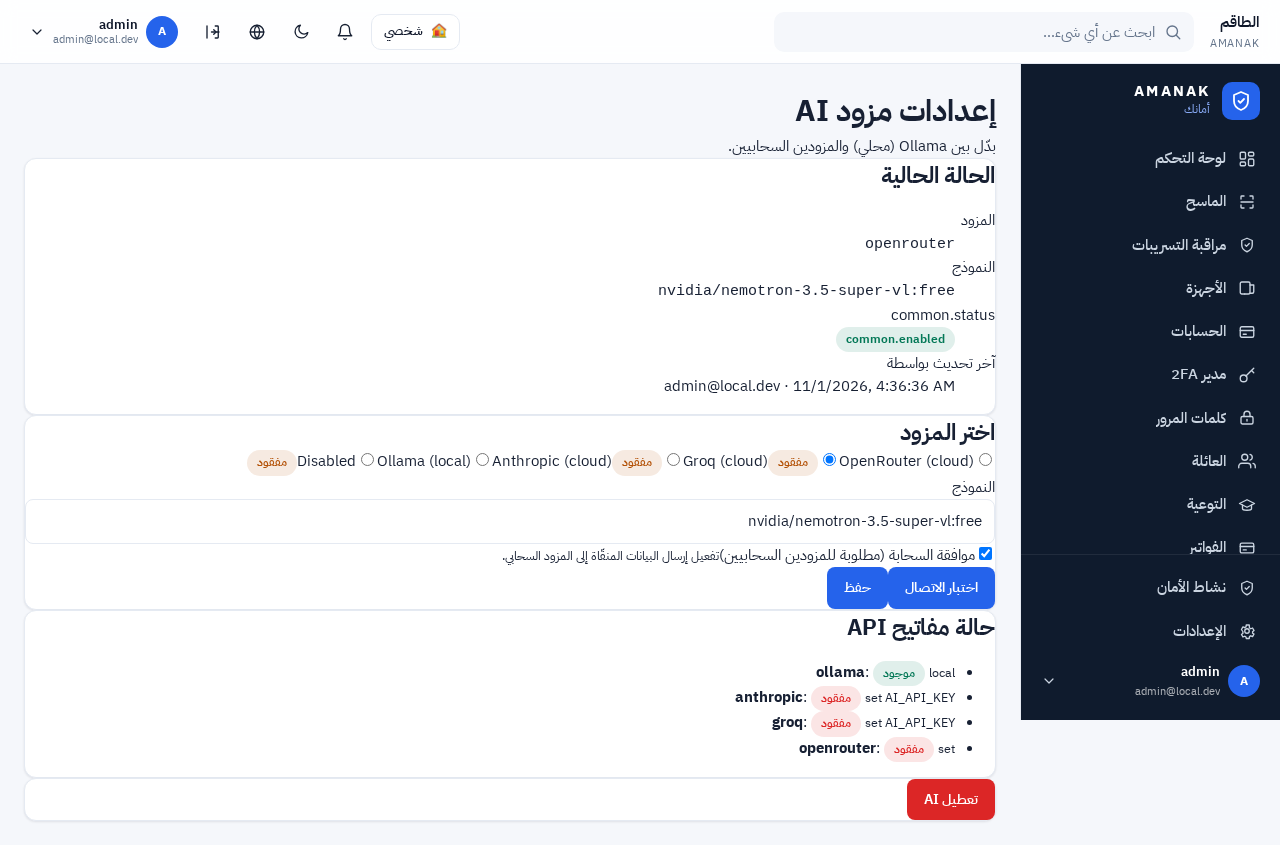 الطاقم
AMANAK
ابحث عن أي شيء...
🏠 شخصي
A
admin
admin@local.dev
AMANAK
أمانك
لوحة التحكم
الماسح
مراقبة التسريبات
الأجهزة
الحسابات
مدير 2FA
كلمات المرور
العائلة
التوعية
الفواتير
نشاط الأمان
الإعدادات
A
admin
admin@local.dev
إعدادات مزود AI
بدّل بين Ollama (محلي) والمزودين السحابيين.
الحالة الحالية
المزود
openrouter
النموذج
nvidia/nemotron-3.5-super-vl:free
common.status
common.enabled
آخر تحديث بواسطة
admin@local.dev · 11/1/2026, 4:36:36 AM
اختر المزود
OpenRouter (cloud) مفقود Groq (cloud) مفقود Anthropic (cloud) Ollama (local) Disabled مفقود
النموذج
nvidia/nemotron-3.5-super-vl:free
موافقة السحابة (مطلوبة للمزودين السحابيين)تفعيل إرسال البيانات المنقّاة إلى المزود السحابي.
اختبار الاتصال حفظ
حالة مفاتيح API
ollama: موجود local
anthropic: مفقود set AI_API_KEY
groq: مفقود set AI_API_KEY
openrouter: مفقود set
تعطيل AI